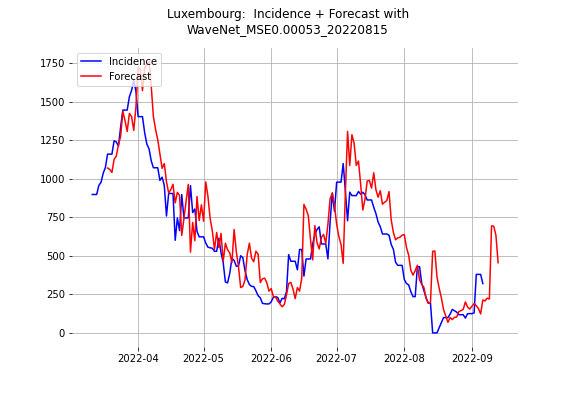 Luxembourg:  Incidence + Forecast with
WaveNet_MSE0.00053_20220815
Incidence
Forecast
1750
1500
1250
1000
750
500
250
0
2022-04 2022-05 2022-06 2022-07 2022-08 2022-09